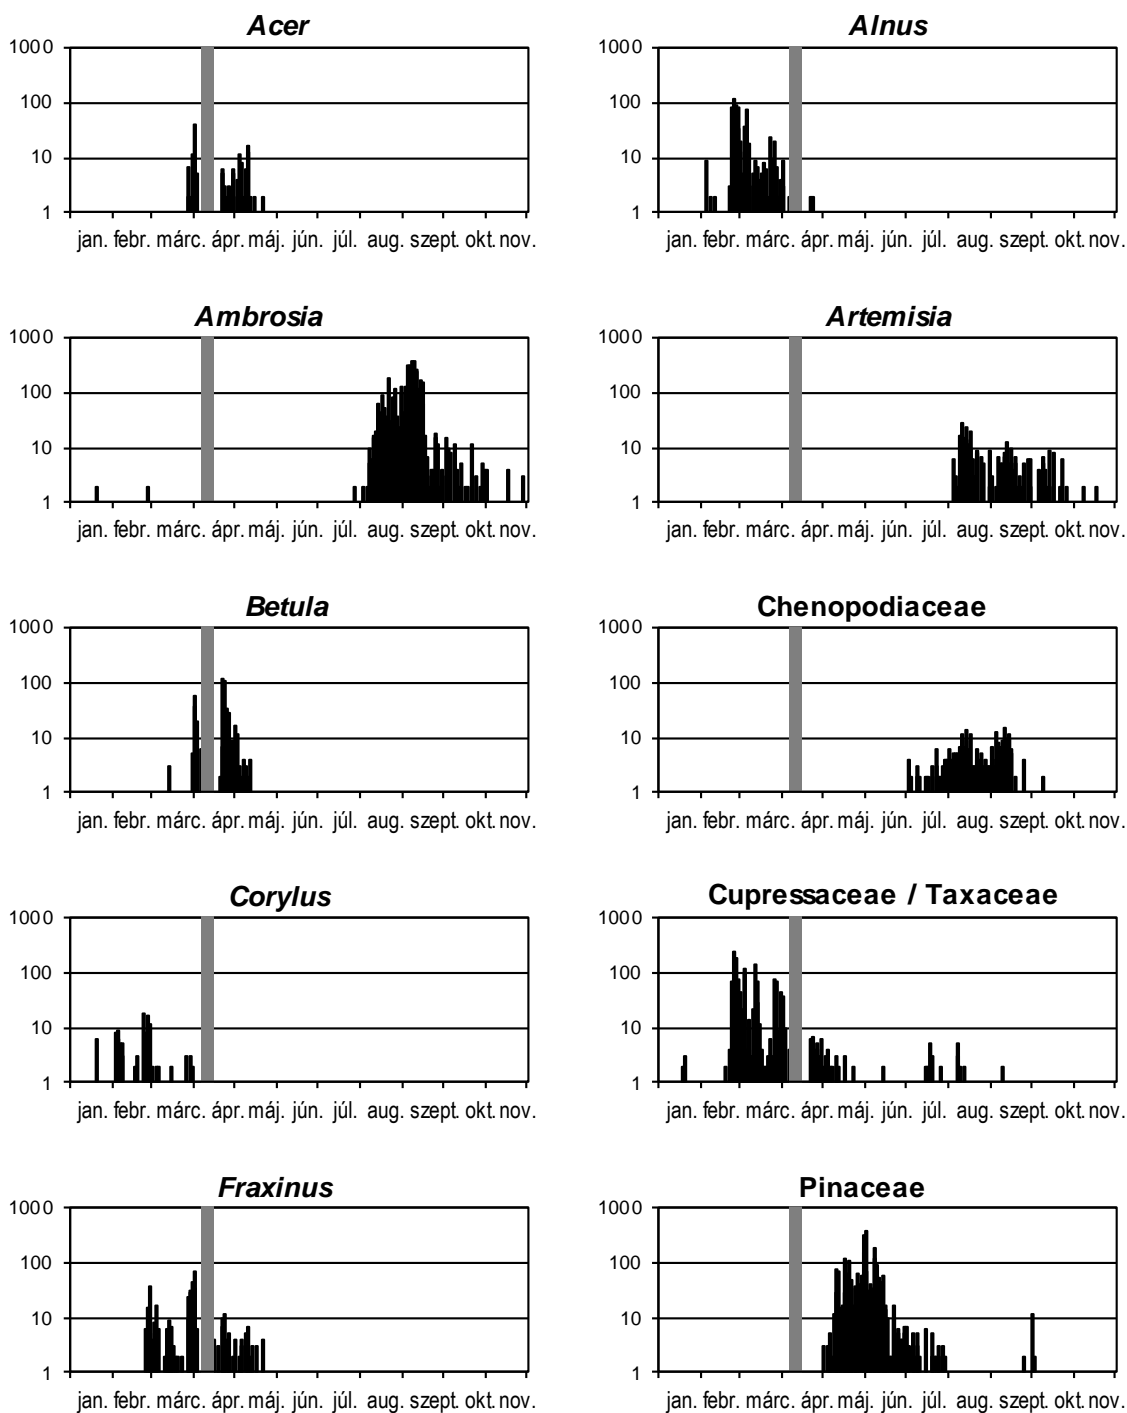 Acer
Alnus
1000
100
10
1
jan. febr. márc. ápr. máj. jún. júl. aug. szept. okt. nov.
1000
100
10
1
jan. febr. márc. ápr. máj. jún. júl. aug. szept. okt. nov.
Ambrosia
Artemisia
1000
100
10
1
jan. febr. márc. ápr. máj. jún. júl. aug. szept. okt. nov.
1000
100
10
1
jan. febr. márc. ápr. máj. jún. júl. aug. szept. okt. nov.
Betula
Chenopodiaceae
1000
100
10
1
jan. febr. márc. ápr. máj. jún. júl. aug. szept. okt. nov.
1000
100
10
1
jan. febr. márc. ápr. máj. jún. júl. aug. szept. okt. nov.
Corylus
Cupressaceae / Taxaceae
1000
100
10
1
jan. febr. márc. ápr. máj. jún. júl. aug. szept. okt. nov.
1000
100
10
1
jan. febr. márc. ápr. máj. jún. júl. aug. szept. okt. nov.
Fraxinus
Pinaceae
1000
100
10
1
jan. febr. márc. ápr. máj. jún. júl. aug. szept. okt. nov.
1000
100
10
1
jan. febr. márc. ápr. máj. jún. júl. aug. szept. okt. nov.